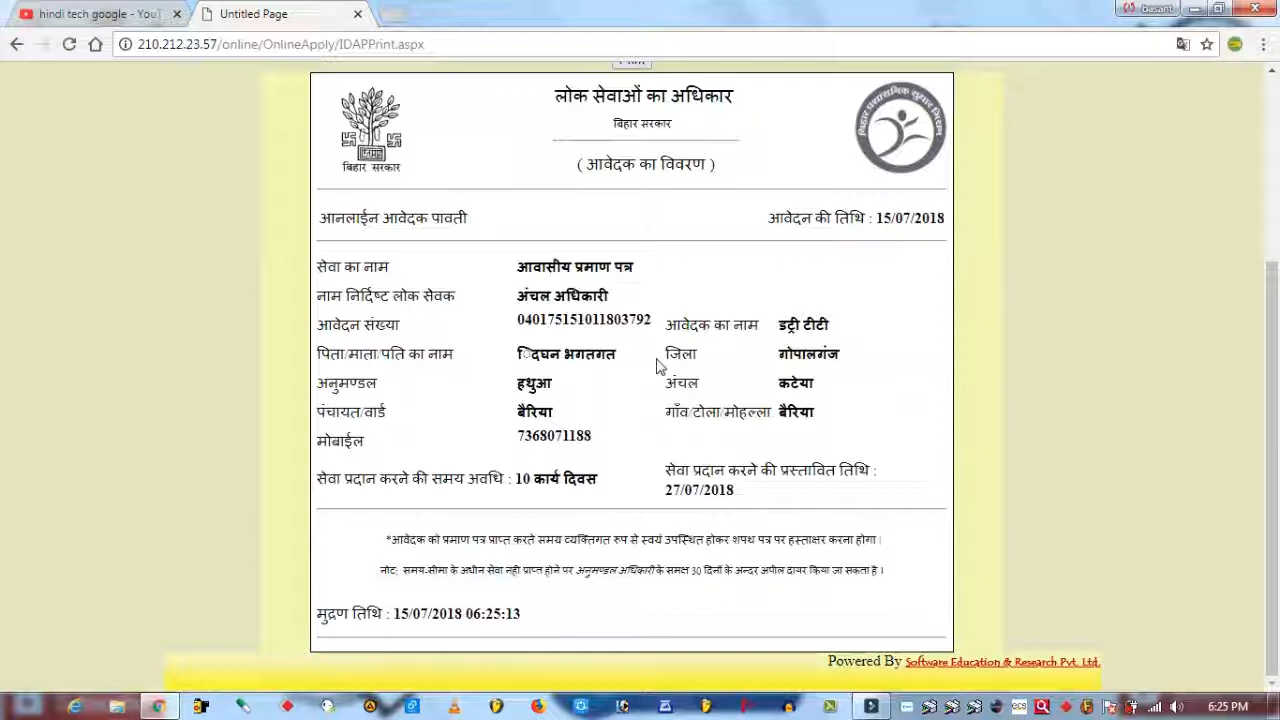 hindi tech google - You
Untitled Page
basant
210.212.23.57/online/OnlineApply/IDAPPrint.aspx
लोक सेवाओं का अधिकार
बिहार सरकार
( आवेदक का विवरण )
बिहार सरकार
बिहार प्रशासनिक सुधार मिशन
आनलाईन आवेदक पावती
आवेदन की तिथि : 15/07/2018
सेवा का नाम आवासीय प्रमाण पत्र
नाम निर्दिष्ट लोक सेवक अंचल अधिकारी
आवेदन संख्या 040175151011803792 आवेदक का नाम डट्री टीटी
पिता/माता/पति का नाम िदघन भगतगत जिला गोपालगंज
अनुमण्डल हथुआ अंचल कटेया
पंचायत/वार्ड बैरिया गाँव/टोला/मोहल्ला बैरिया
मोबाईल 7368071188
सेवा प्रदान करने की समय अवधि : 10 कार्य दिवस
सेवा प्रदान करने की प्रस्तावित तिथि :
27/07/2018
*आवेदक को प्रमाण पत्र प्राप्त करते समय व्यक्तिगत रुप से स्वयं उपस्थित होकर शपथ पत्र पर हस्ताक्षर करना होगा |
नोट: समय-सीमा के अधीन सेवा नही प्राप्त होने पर अनुमण्डल अधिकारी के समक्ष 30 दिनों के अन्दर अपील दायर किया जा सकता है |
मुद्रण तिथि : 15/07/2018 06:25:13
Powered By Software Education & Research Pvt. Ltd.
6:25 PM